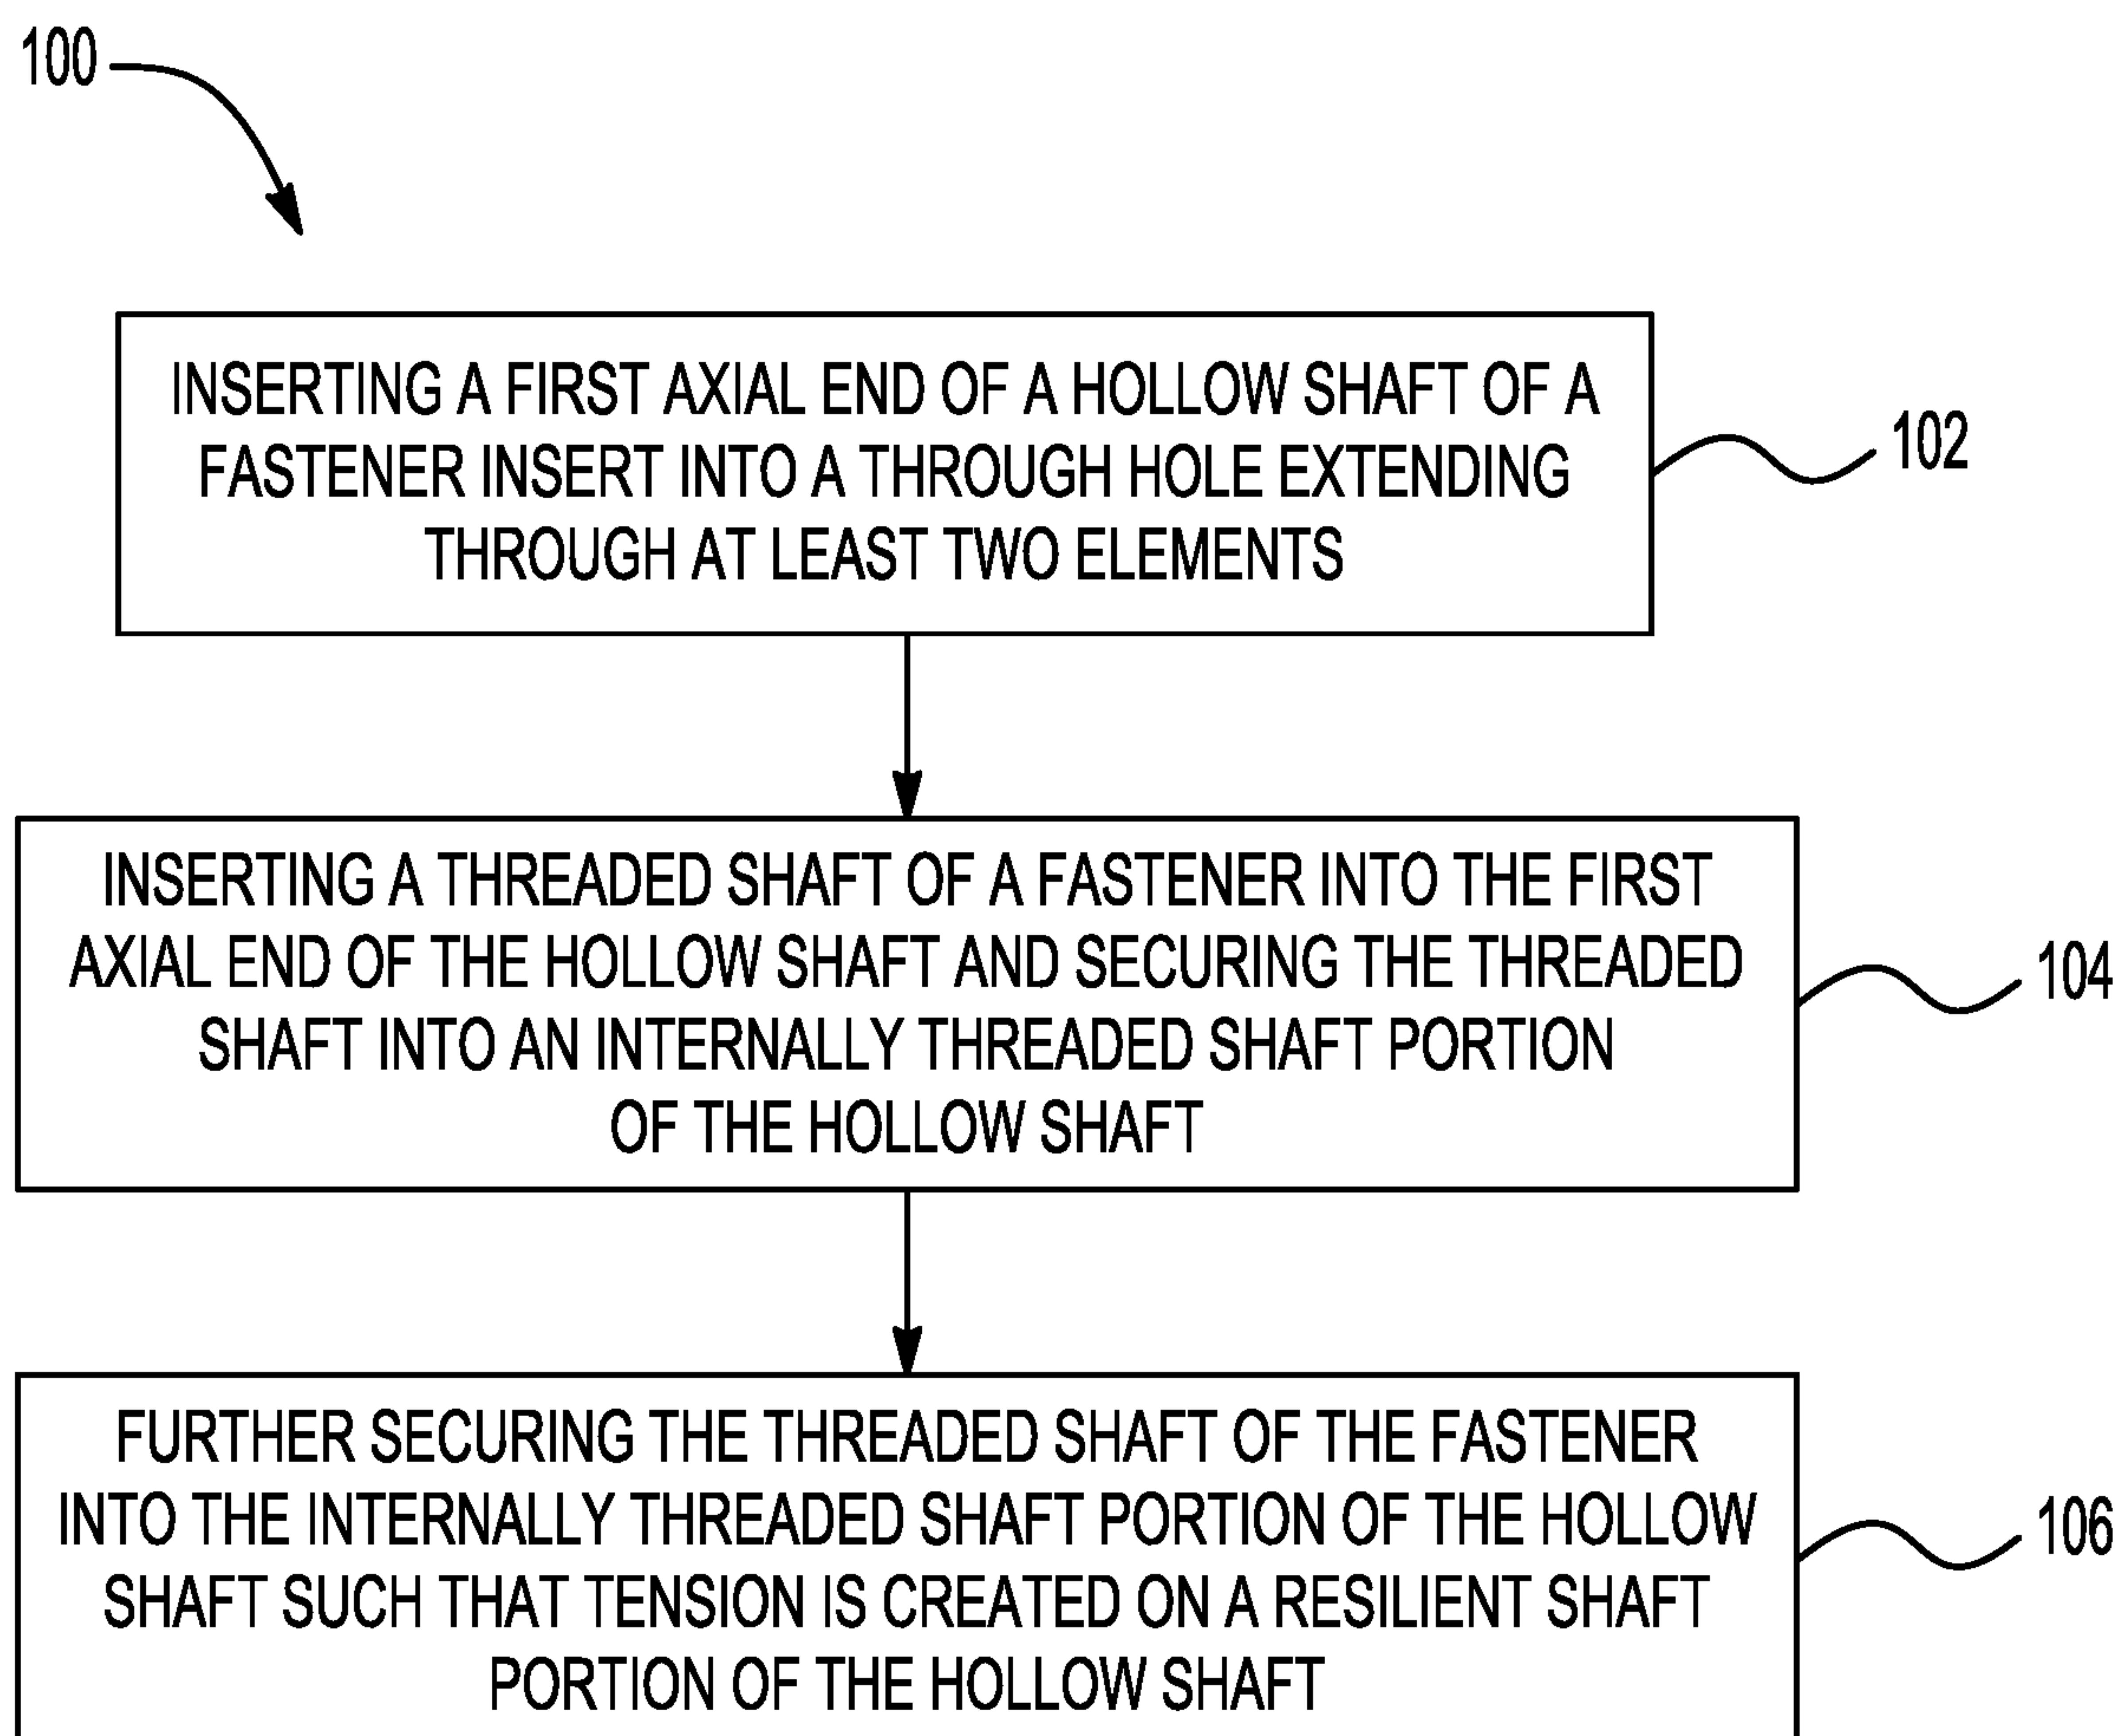 100
INSERTING A FIRST AXIAL END OF A HOLLOW SHAFT OF A
FASTENER INSERT INTO A THROUGH HOLE EXTENDING
THROUGH AT LEAST TWO ELEMENTS
102
INSERTING A THREADED SHAFT OF A FASTENER INTO THE FIRST
AXIAL END OF THE HOLLOW SHAFT AND SECURING THE THREADED
SHAFT INTO AN INTERNALLY THREADED SHAFT PORTION
OF THE HOLLOW SHAFT
104
FURTHER SECURING THE THREADED SHAFT OF THE FASTENER
INTO THE INTERNALLY THREADED SHAFT PORTION OF THE HOLLOW
SHAFT SUCH THAT TENSION IS CREATED ON A RESILIENT SHAFT
PORTION OF THE HOLLOW SHAFT
106